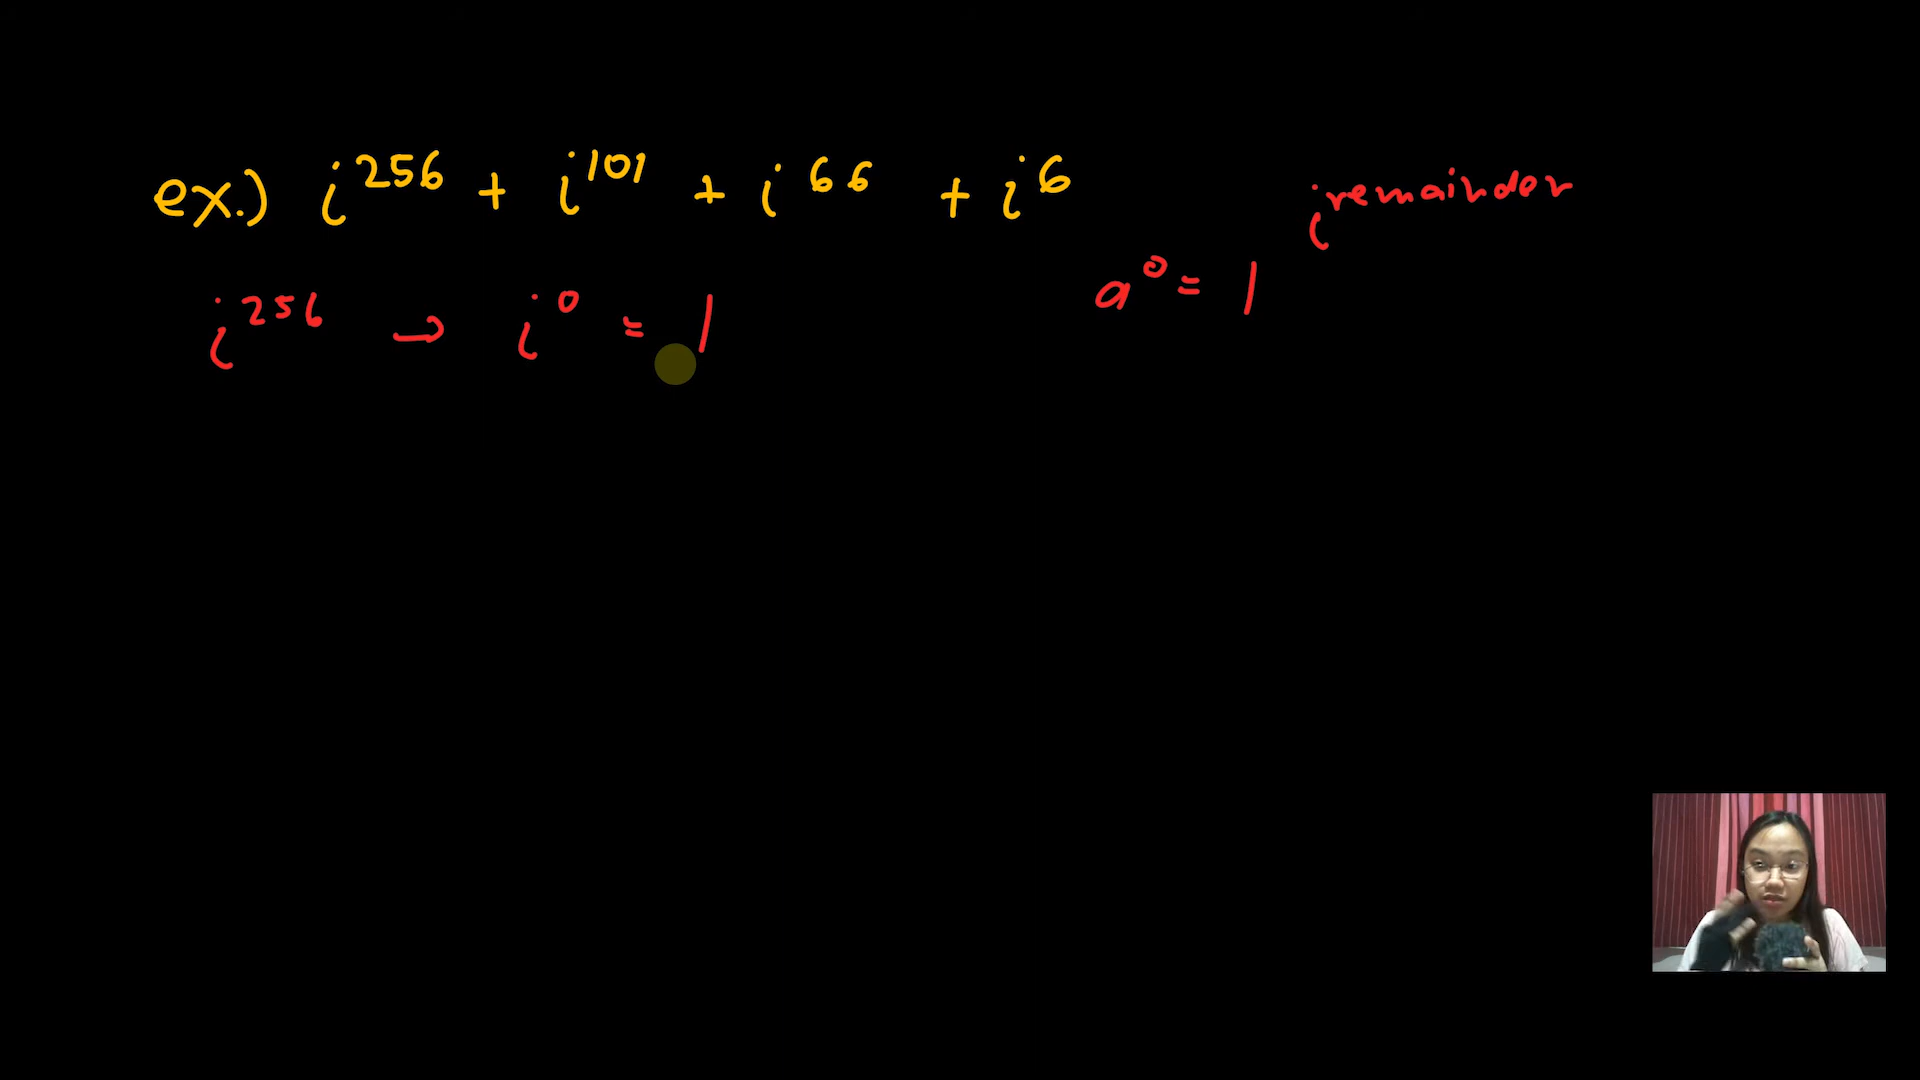 ex.) i^256 + i^101 + i^66 + i^6
i^remainder
a^0 = 1
i^256 → i^0 = 1